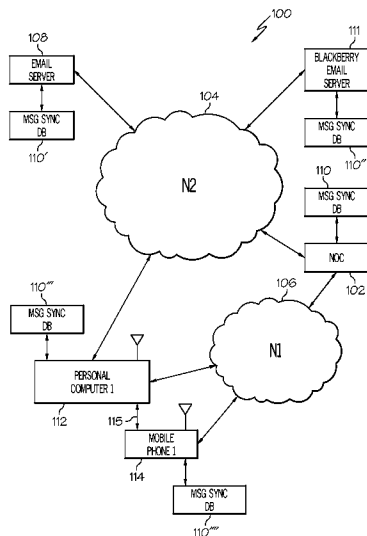 100
108
EMAIL
SERVER
MSG SYNC
DB
110'
111
BLACKBERRY
EMAIL
SERVER
MSG SYNC
DB
110"
104
N2
110
MSG SYNC
DB
NOC
102
106
N1
110'"
MSG SYNC
DB
PERSONAL
COMPUTER 1
112
115
MOBILE
PHONE 1
114
MSG SYNC
DB
110""